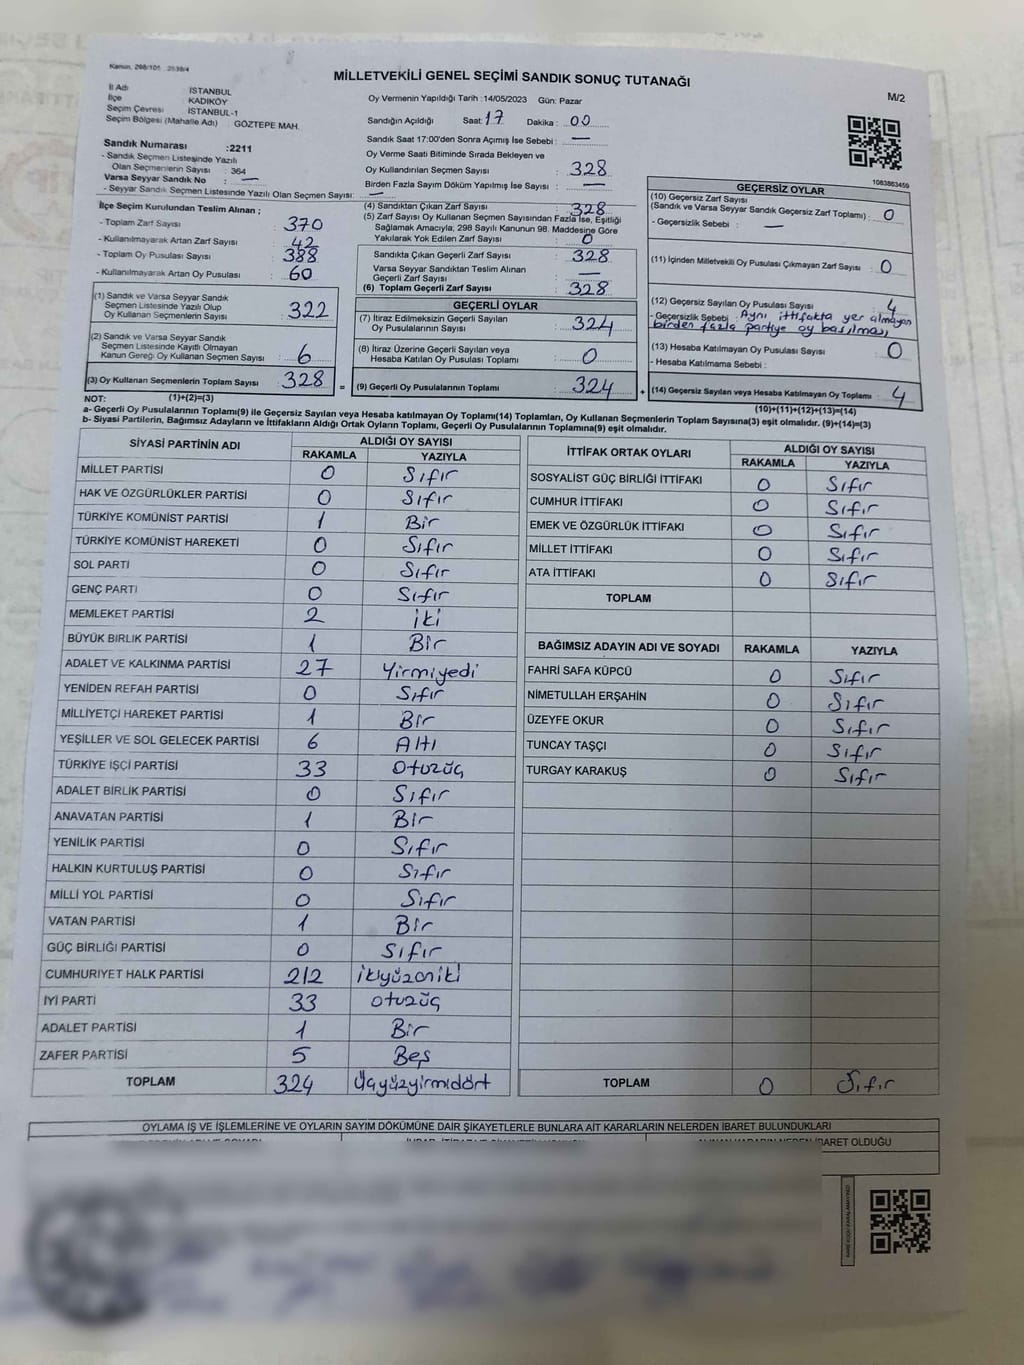 Kanun, 298/105 2539/4
MİLLETVEKİLİ GENEL SEÇİMİ SANDIK SONUÇ TUTANAĞI
M/2
İl Adı : İSTANBUL
İlçe : KADIKÖY
Seçim Çevresi : İSTANBUL-1
Seçim Bölgesi (Mahalle Adı) : GÖZTEPE MAH.
Sandık Numarası :2211
- Sandık Seçmen Listesinde Yazılı
Olan Seçmenlerin Sayısı : 364
Varsa Seyyar Sandık No : —
- Seyyar Sandık Seçmen Listesinde Yazılı Olan Seçmen Sayısı: —
İlçe Seçim Kurulundan Teslim Alınan ;
- Toplam Zarf Sayısı : 370
- Kullanılmayarak Artan Zarf Sayısı : 42
- Toplam Oy Pusulası Sayısı : 388
- Kullanılmayarak Artan Oy Pusulası : 60
(1) Sandık ve Varsa Seyyar Sandık
Seçmen Listesinde Yazılı Olup
Oy Kullanan Seçmenlerin Sayısı : 322
(2) Sandık ve Varsa Seyyar Sandık
Seçmen Listesinde Kayıtlı Olmayan
Kanun Gereği Oy Kullanan Seçmen Sayısı : 6
(3) Oy Kullanan Seçmenlerin Toplam Sayısı : 328 =
Oy Vermenin Yapıldığı Tarih :14/05/2023 Gün: Pazar
Sandığın Açıldığı Saat: 17 Dakika : 00
Sandık Saat 17:00'den Sonra Açımış İse Sebebi : —
Oy Verme Saati Bitiminde Sırada Bekleyen ve
Oy Kullandırılan Seçmen Sayısı : 328
Birden Fazla Sayım Döküm Yapılmış İse Sayısı : —
(4) Sandıktan Çıkan Zarf Sayısı : 328
(5) Zarf Sayısı Oy Kullanan Seçmen Sayısından Fazla İse, Eşitliği
Sağlamak Amacıyla, 298 Sayılı Kanunun 98. Maddesine Göre
Yakılarak Yok Edilen Zarf Sayısı : 0
Sandıkta Çıkan Geçerli Zarf Sayısı : 328
Varsa Seyyar Sandıktan Teslim Alınan
Geçerli Zarf Sayısı : —
(6) Toplam Geçerli Zarf Sayısı : 328
GEÇERLİ OYLAR
(7) İtiraz Edilmeksizin Geçerli Sayılan
Oy Pusulalarının Sayısı : 324
(8) İtiraz Üzerine Geçerli Sayılan veya
Hesaba Katılan Oy Pusulası Toplamı : 0
(9) Geçerli Oy Pusulalarının Toplamı : 324 +
1083863459
GEÇERSİZ OYLAR
(10) Geçersiz Zarf Sayısı
(Sandık ve Varsa Seyyar Sandık Geçersiz Zarf Toplamı) : 0
- Geçersizlik Sebebi : —
(11) İçinden Milletvekili Oy Pusulası Çıkmayan Zarf Sayısı : 0
(12) Geçersiz Sayılan Oy Pusulası Sayısı : 4
- Geçersizlik Sebebi : Aynı ittifakta yer almayan
birden fazla partiye oy basılması
(13) Hesaba Katılmayan Oy Pusulası Sayısı : 0
- Hesaba Katılmama Sebebi :
(14) Geçersiz Sayılan veya Hesaba Katılmayan Oy Toplamı : 4
NOT: (1)+(2)=(3) (10)+(11)+(12)+(13)=(14)
a- Geçerli Oy Pusulalarının Toplamı(9) ile Geçersiz Sayılan veya Hesaba katılmayan Oy Toplamı(14) Toplamları, Oy Kullanan Seçmenlerin Toplam Sayısına(3) eşit olmalıdır. (9)+(14)=(3)
b- Siyasi Partilerin, Bağımsız Adayların ve İttifakların Aldığı Ortak Oyların Toplamı, Geçerli Oy Pusulalarının Toplamına(9) eşit olmalıdır.
SİYASİ PARTİNİN ADI ALDIĞI OY SAYISI
RAKAMLA YAZIYLA
MİLLET PARTİSİ 0 Sıfır
HAK VE ÖZGÜRLÜKLER PARTİSİ 0 Sıfır
TÜRKİYE KOMÜNİST PARTİSİ 1 Bir
TÜRKİYE KOMÜNİST HAREKETİ 0 Sıfır
SOL PARTİ 0 Sıfır
GENÇ PARTİ 0 Sıfır
MEMLEKET PARTİSİ 2 iki
BÜYÜK BİRLİK PARTİSİ 1 Bir
ADALET VE KALKINMA PARTİSİ 27 Yirmiyedi
YENİDEN REFAH PARTİSİ 0 Sıfır
MİLLİYETÇİ HAREKET PARTİSİ 1 Bir
YEŞİLLER VE SOL GELECEK PARTİSİ 6 Altı
TÜRKİYE İŞÇİ PARTİSİ 33 Otuzüç
ADALET BİRLİK PARTİSİ 0 Sıfır
ANAVATAN PARTİSİ 1 Bir
YENİLİK PARTİSİ 0 Sıfır
HALKIN KURTULUŞ PARTİSİ 0 Sıfır
MİLLİ YOL PARTİSİ 0 Sıfır
VATAN PARTİSİ 1 Bir
GÜÇ BİRLİĞİ PARTİSİ 0 Sıfır
CUMHURİYET HALK PARTİSİ 212 ikiyüzoniki
İYİ PARTİ 33 otuzüç
ADALET PARTİSİ 1 Bir
ZAFER PARTİSİ 5 Beş
TOPLAM 324 Üçyüzyirmidört
İTTİFAK ORTAK OYLARI ALDIĞI OY SAYISI
RAKAMLA YAZIYLA
SOSYALİST GÜÇ BİRLİĞİ İTTİFAKI 0 Sıfır
CUMHUR İTTİFAKI 0 Sıfır
EMEK VE ÖZGÜRLÜK İTTİFAKI 0 Sıfır
MİLLET İTTİFAKI 0 Sıfır
ATA İTTİFAKI 0 Sıfır
TOPLAM
BAĞIMSIZ ADAYIN ADI VE SOYADI RAKAMLA YAZIYLA
FAHRİ SAFA KÜPCÜ 0 Sıfır
NİMETULLAH ERŞAHİN 0 Sıfır
ÜZEYFE OKUR 0 Sıfır
TUNCAY TAŞÇI 0 Sıfır
TURGAY KARAKUŞ 0 Sıfır
TOPLAM 0 Sıfır
OYLAMA İŞ VE İŞLEMLERİNE VE OYLARIN SAYIM DÖKÜMÜNE DAİR ŞİKAYETLERLE BUNLARA AİT KARARLARIN NELERDEN İBARET BULUNDUKLARI
İBARET OLDUĞU